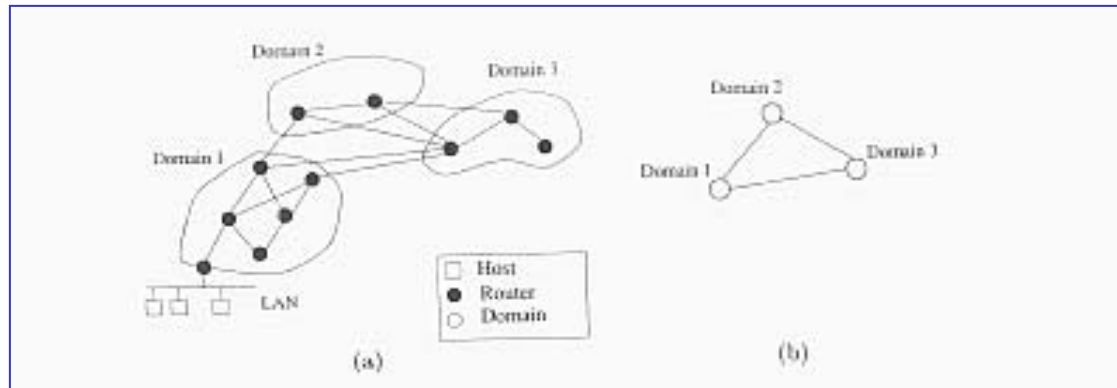 Domain 2
Domain 3
Domain 1
Host
Router
Domain
LAN
(a)
Domain 2
Domain 3
Domain 1
(b)